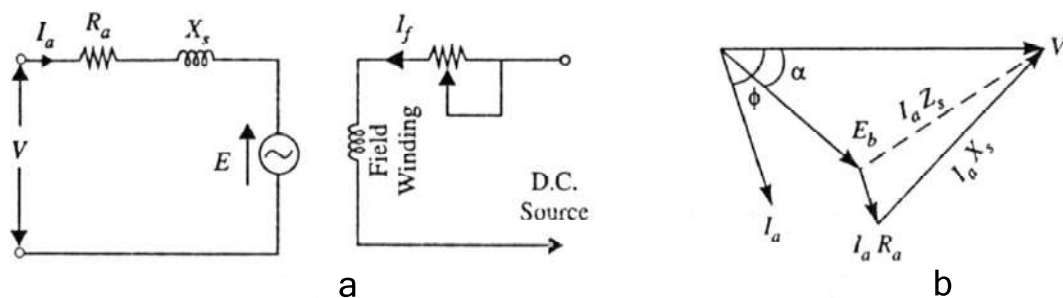 I_a
R_a
X_s
V
E
I_f
Field
Winding
D.C.
Source
a
V
α
ϕ
E_b
I_a Z_s
I_a X_s
I_a
I_a R_a
b